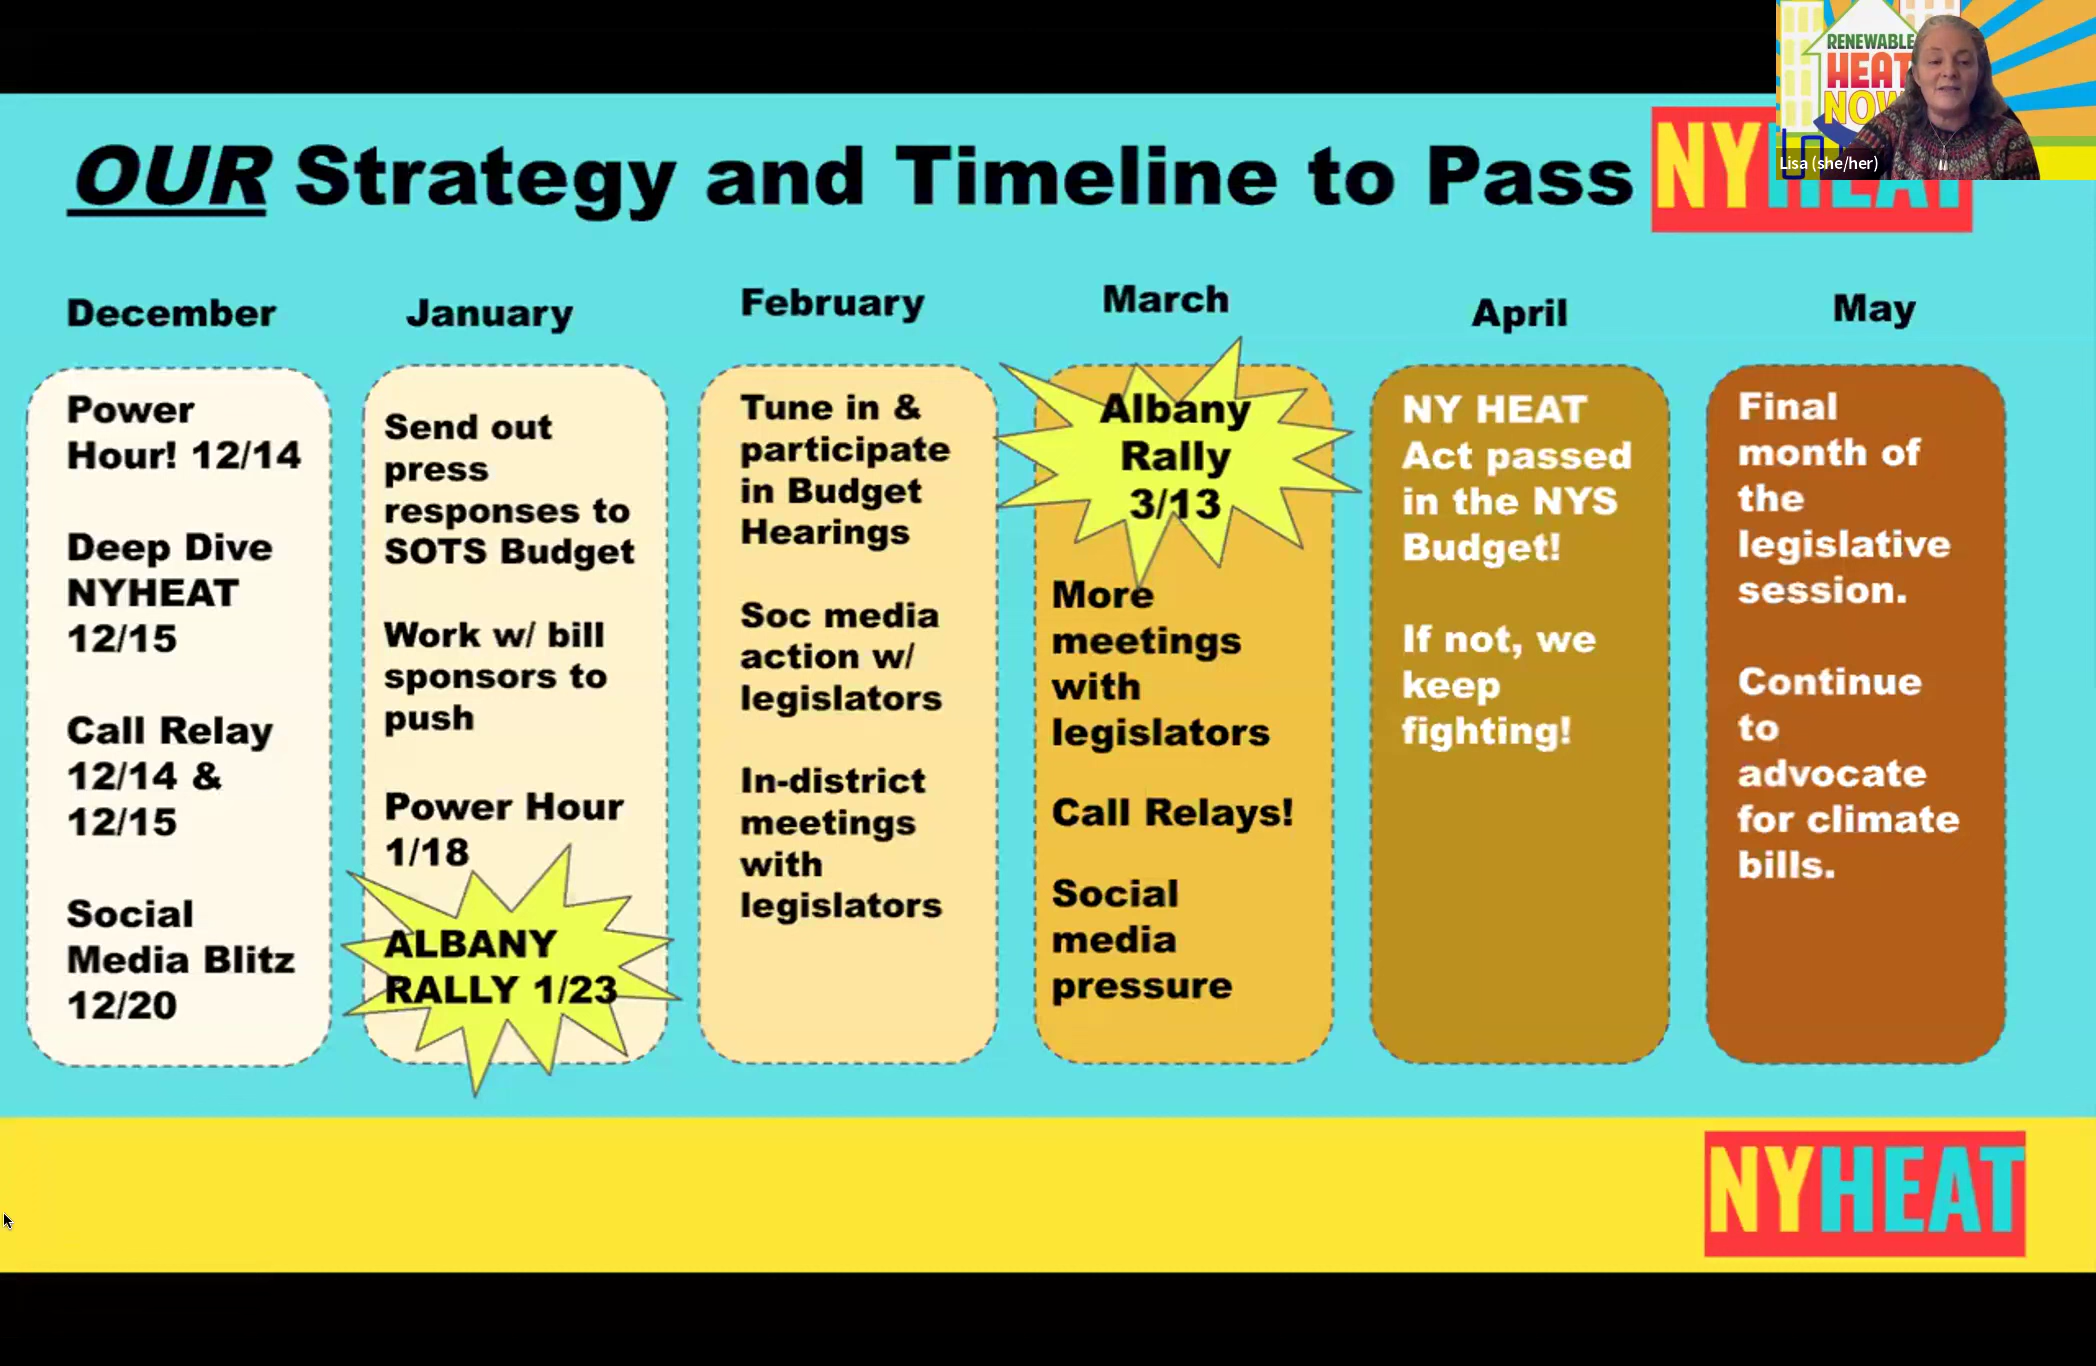 RENEWABLE
HEAT
NOW
Lisa (she/her)
OUR Strategy and Timeline to Pass NYHEAT
December
Power
Hour! 12/14
Deep Dive
NYHEAT
12/15
Call Relay
12/14 &
12/15
Social
Media Blitz
12/20
January
Send out
press
responses to
SOTS Budget
Work w/ bill
sponsors to
push
Power Hour
1/18
ALBANY
RALLY 1/23
February
Tune in &
participate
in Budget
Hearings
Soc media
action w/
legislators
In-district
meetings
with
legislators
March
Albany
Rally
3/13
More
meetings
with
legislators
Call Relays!
Social
media
pressure
April
NY HEAT
Act passed
in the NYS
Budget!
If not, we
keep
fighting!
May
Final
month of
the
legislative
session.
Continue
to
advocate
for climate
bills.
NYHEAT